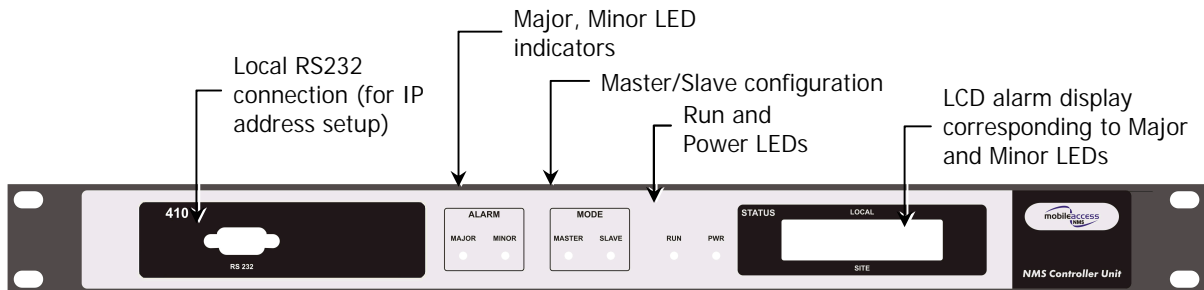 Major, Minor LED
indicators
Local RS232
connection (for IP
address setup)
Master/Slave configuration
Run and
Power LEDs
LCD alarm display
corresponding to Major
and Minor LEDs
410
RS 232
ALARM
MAJOR MINOR
MODE
MASTER SLAVE
RUN PWR
STATUS
LOCAL
SITE
mobileaccess
NMS
NMS Controller Unit